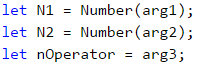 let N1 = Number(arg1);
let N2 = Number(arg2);
let nOperator = arg3;